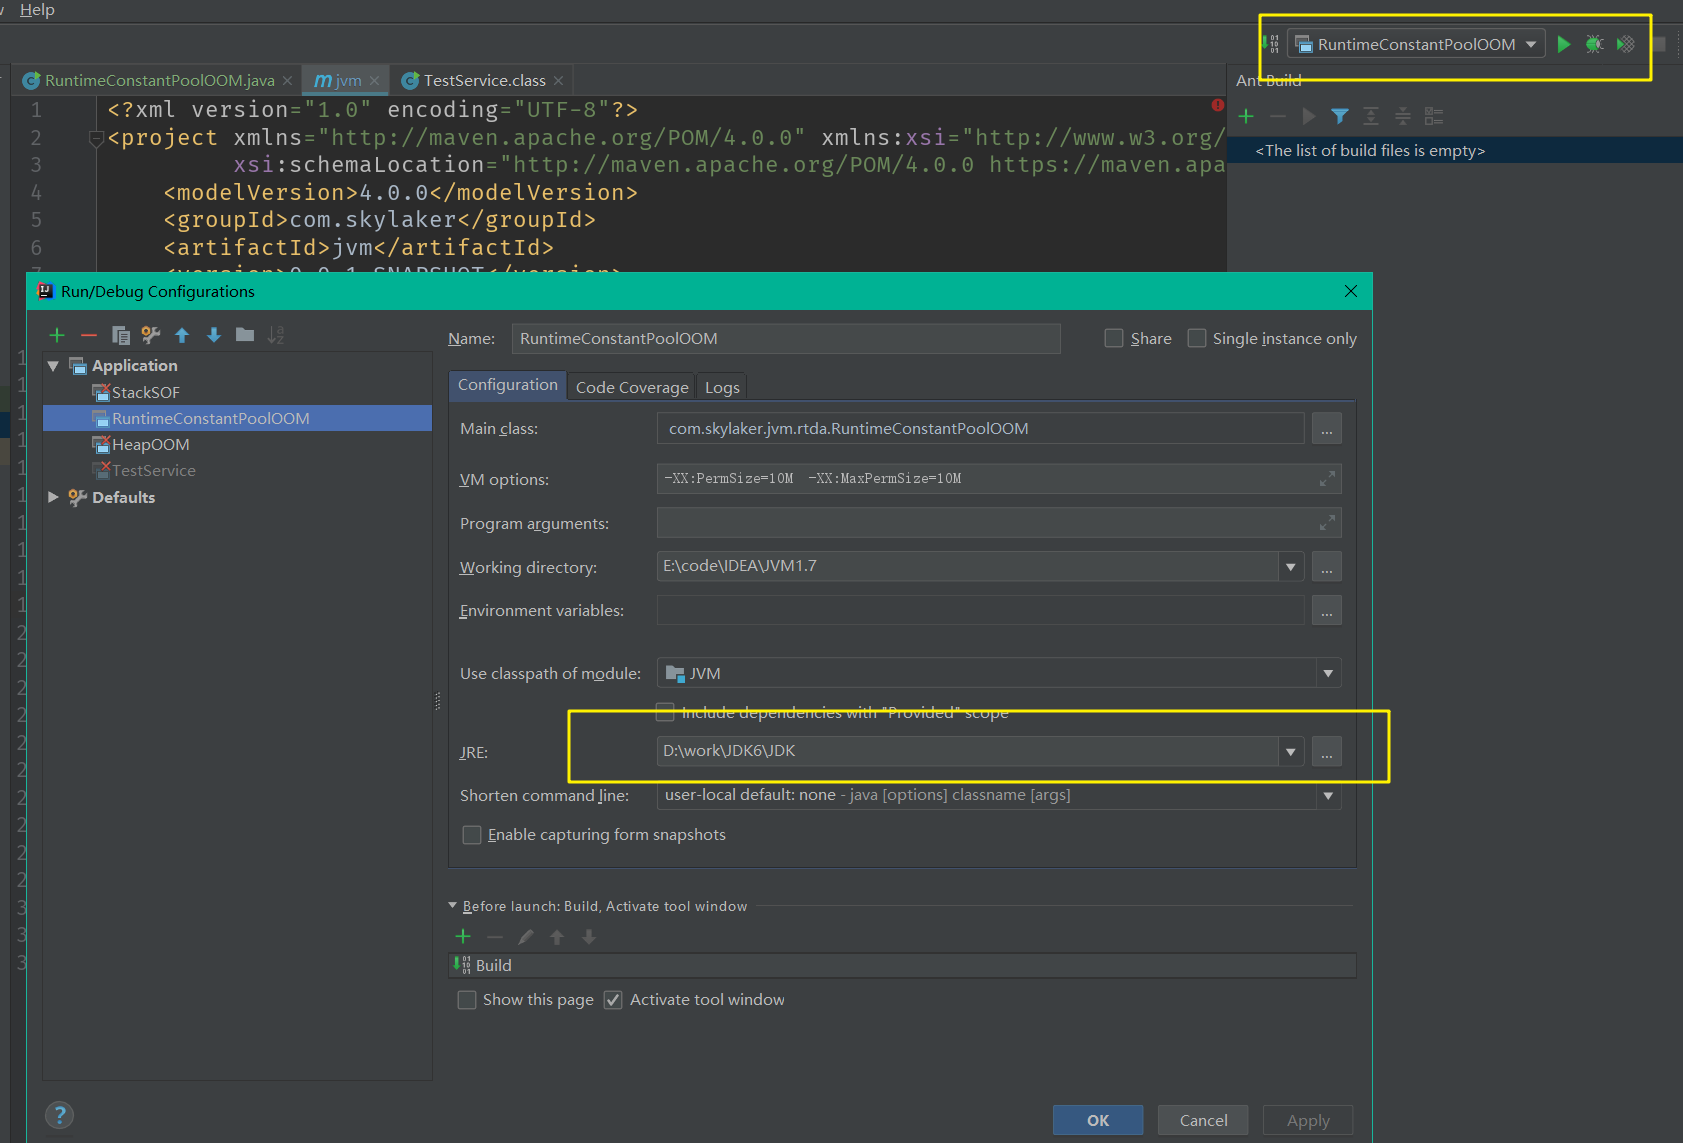 Help
RuntimeConstantPoolOOM
RuntimeConstantPoolOOM.java
jvm
TestService.class
Ant Build
<The list of build files is empty>
1 <?xml version="1.0" encoding="UTF-8"?>
2 <project xmlns="http://maven.apache.org/POM/4.0.0" xmlns:xsi="http://www.w3.org/
3 xsi:schemaLocation="http://maven.apache.org/POM/4.0.0 https://maven.apa
4 <modelVersion>4.0.0</modelVersion>
5 <groupId>com.skylaker</groupId>
6 <artifactId>jvm</artifactId>
7 <version>0.0.1-SNAPSHOT</version>
Run/Debug Configurations
Application
StackSOF
RuntimeConstantPoolOOM
HeapOOM
TestService
Defaults
Name: RuntimeConstantPoolOOM
Share
Single instance only
Configuration
Code Coverage
Logs
Main class: com.skylaker.jvm.rtda.RuntimeConstantPoolOOM ...
VM options: -XX:PermSize=10M -XX:MaxPermSize=10M
Program arguments:
Working directory: E:\code\IDEA\JVM1.7 ...
Environment variables: ...
Use classpath of module: JVM
Include dependencies with "Provided" scope
JRE: D:\work\JDK6\JDK ...
Shorten command line: user-local default: none - java [options] classname [args]
Enable capturing form snapshots
Before launch: Build, Activate tool window
Build
Show this page
Activate tool window
?
OK
Cancel
Apply